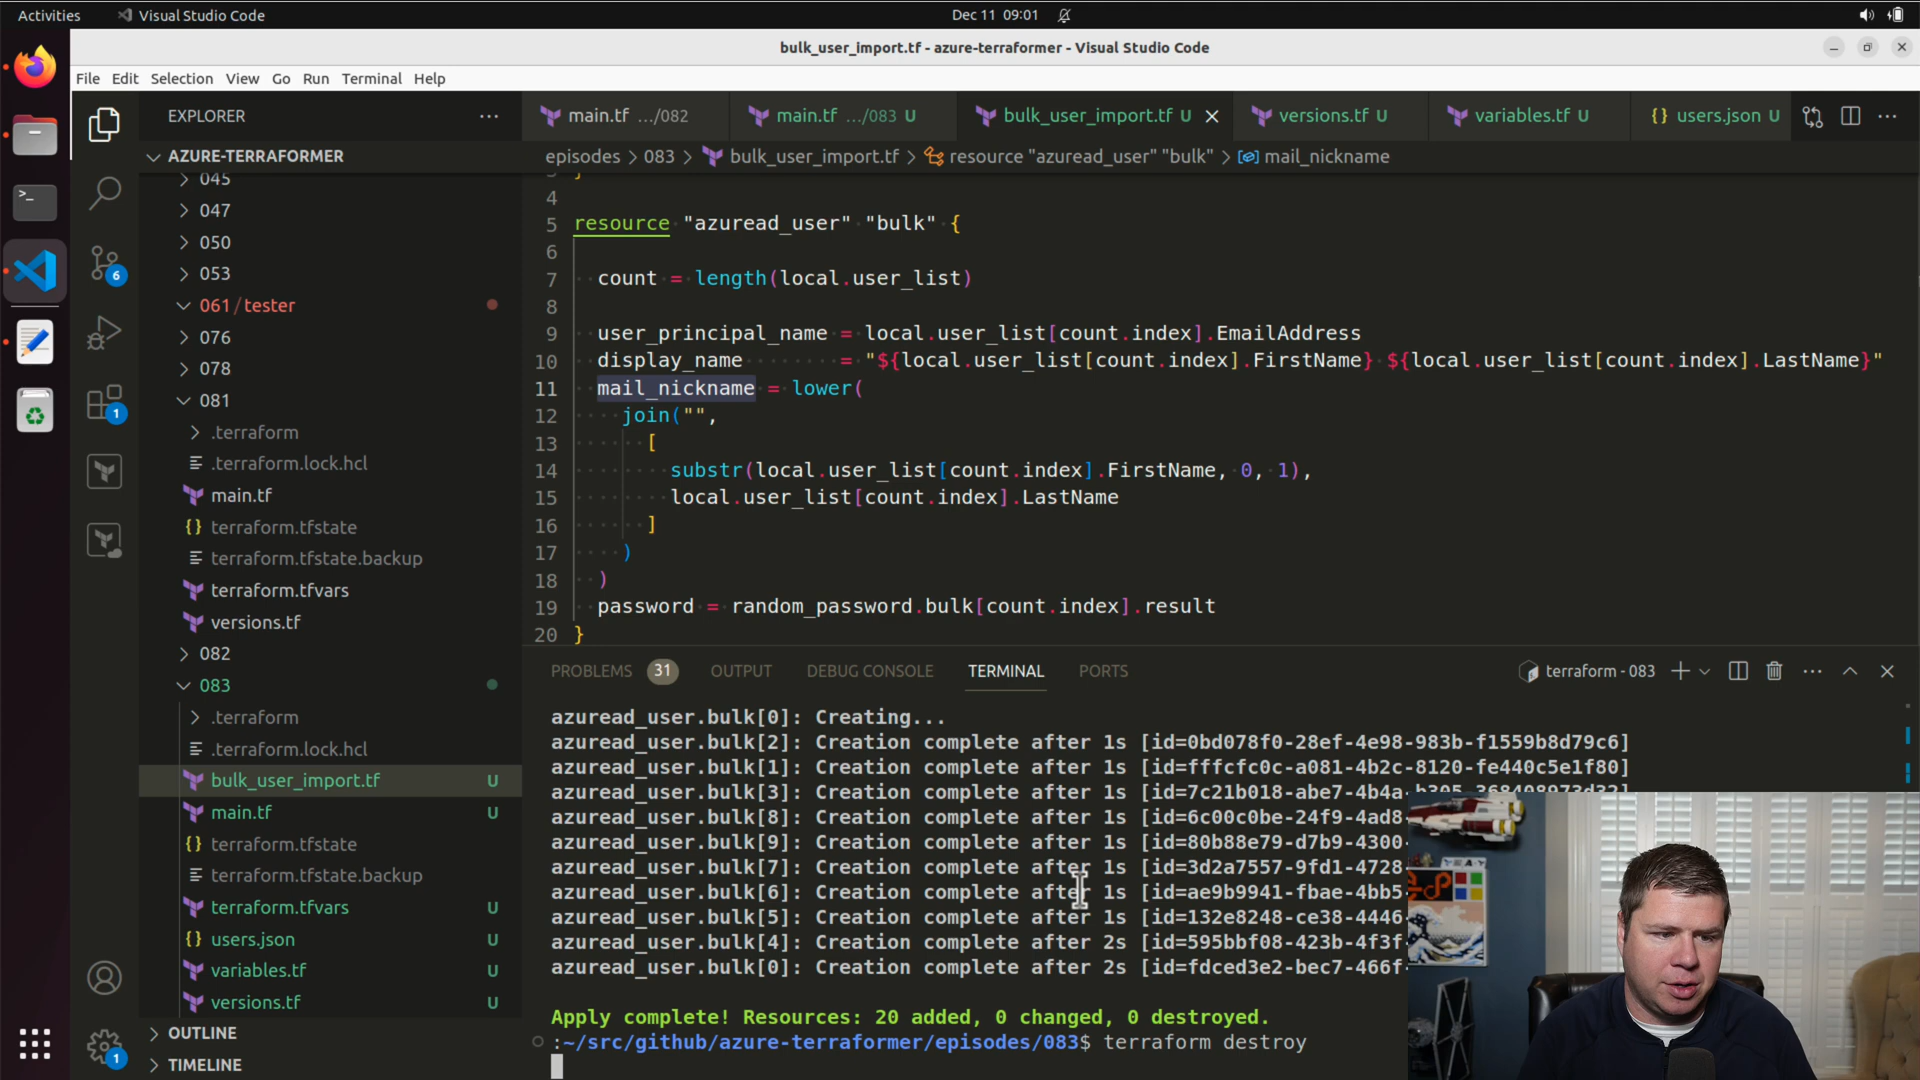 Activities
Visual Studio Code
Dec 11 09:01
bulk_user_import.tf - azure-terraformer - Visual Studio Code
File Edit Selection View Go Run Terminal Help
EXPLORER
main.tf .../082
main.tf .../083 U
bulk_user_import.tf U
versions.tf U
variables.tf U
{} users.json U
AZURE-TERRAFORMER
045
047
050
053
061/tester
076
078
081
.terraform
.terraform.lock.hcl
main.tf
{} terraform.tfstate
terraform.tfstate.backup
terraform.tfvars
versions.tf
082
083
.terraform
.terraform.lock.hcl
bulk_user_import.tf U
main.tf U
{} terraform.tfstate
terraform.tfstate.backup
terraform.tfvars U
{} users.json U
variables.tf U
versions.tf U
OUTLINE
TIMELINE
6
1
1
episodes > 083 > bulk_user_import.tf > resource "azuread_user" "bulk" > mail_nickname
4
5 resource "azuread_user" "bulk" {
6
7 count = length(local.user_list)
8
9 user_principal_name = local.user_list[count.index].EmailAddress
10 display_name = "${local.user_list[count.index].FirstName} ${local.user_list[count.index].LastName}"
11 mail_nickname = lower(
12 join("",
13 [
14 substr(local.user_list[count.index].FirstName, 0, 1),
15 local.user_list[count.index].LastName
16 ]
17 )
18 )
19 password = random_password.bulk[count.index].result
20 }
PROBLEMS 31 OUTPUT DEBUG CONSOLE TERMINAL PORTS
terraform - 083
azuread_user.bulk[0]: Creating...
azuread_user.bulk[2]: Creation complete after 1s [id=0bd078f0-28ef-4e98-983b-f1559b8d79c6]
azuread_user.bulk[1]: Creation complete after 1s [id=fffcfc0c-a081-4b2c-8120-fe440c5e1f80]
azuread_user.bulk[3]: Creation complete after 1s [id=7c21b018-abe7-4b4a-b305-368408973d32]
azuread_user.bulk[8]: Creation complete after 1s [id=6c00c0be-24f9-4ad8-
azuread_user.bulk[9]: Creation complete after 1s [id=80b88e79-d7b9-4300-
azuread_user.bulk[7]: Creation complete after 1s [id=3d2a7557-9fd1-4728-
azuread_user.bulk[6]: Creation complete after 1s [id=ae9b9941-fbae-4bb5-
azuread_user.bulk[5]: Creation complete after 1s [id=132e8248-ce38-4446-
azuread_user.bulk[4]: Creation complete after 2s [id=595bbf08-423b-4f3f-
azuread_user.bulk[0]: Creation complete after 2s [id=fdced3e2-bec7-466f-
Apply complete! Resources: 20 added, 0 changed, 0 destroyed.
:~/src/github/azure-terraformer/episodes/083$ terraform destroy